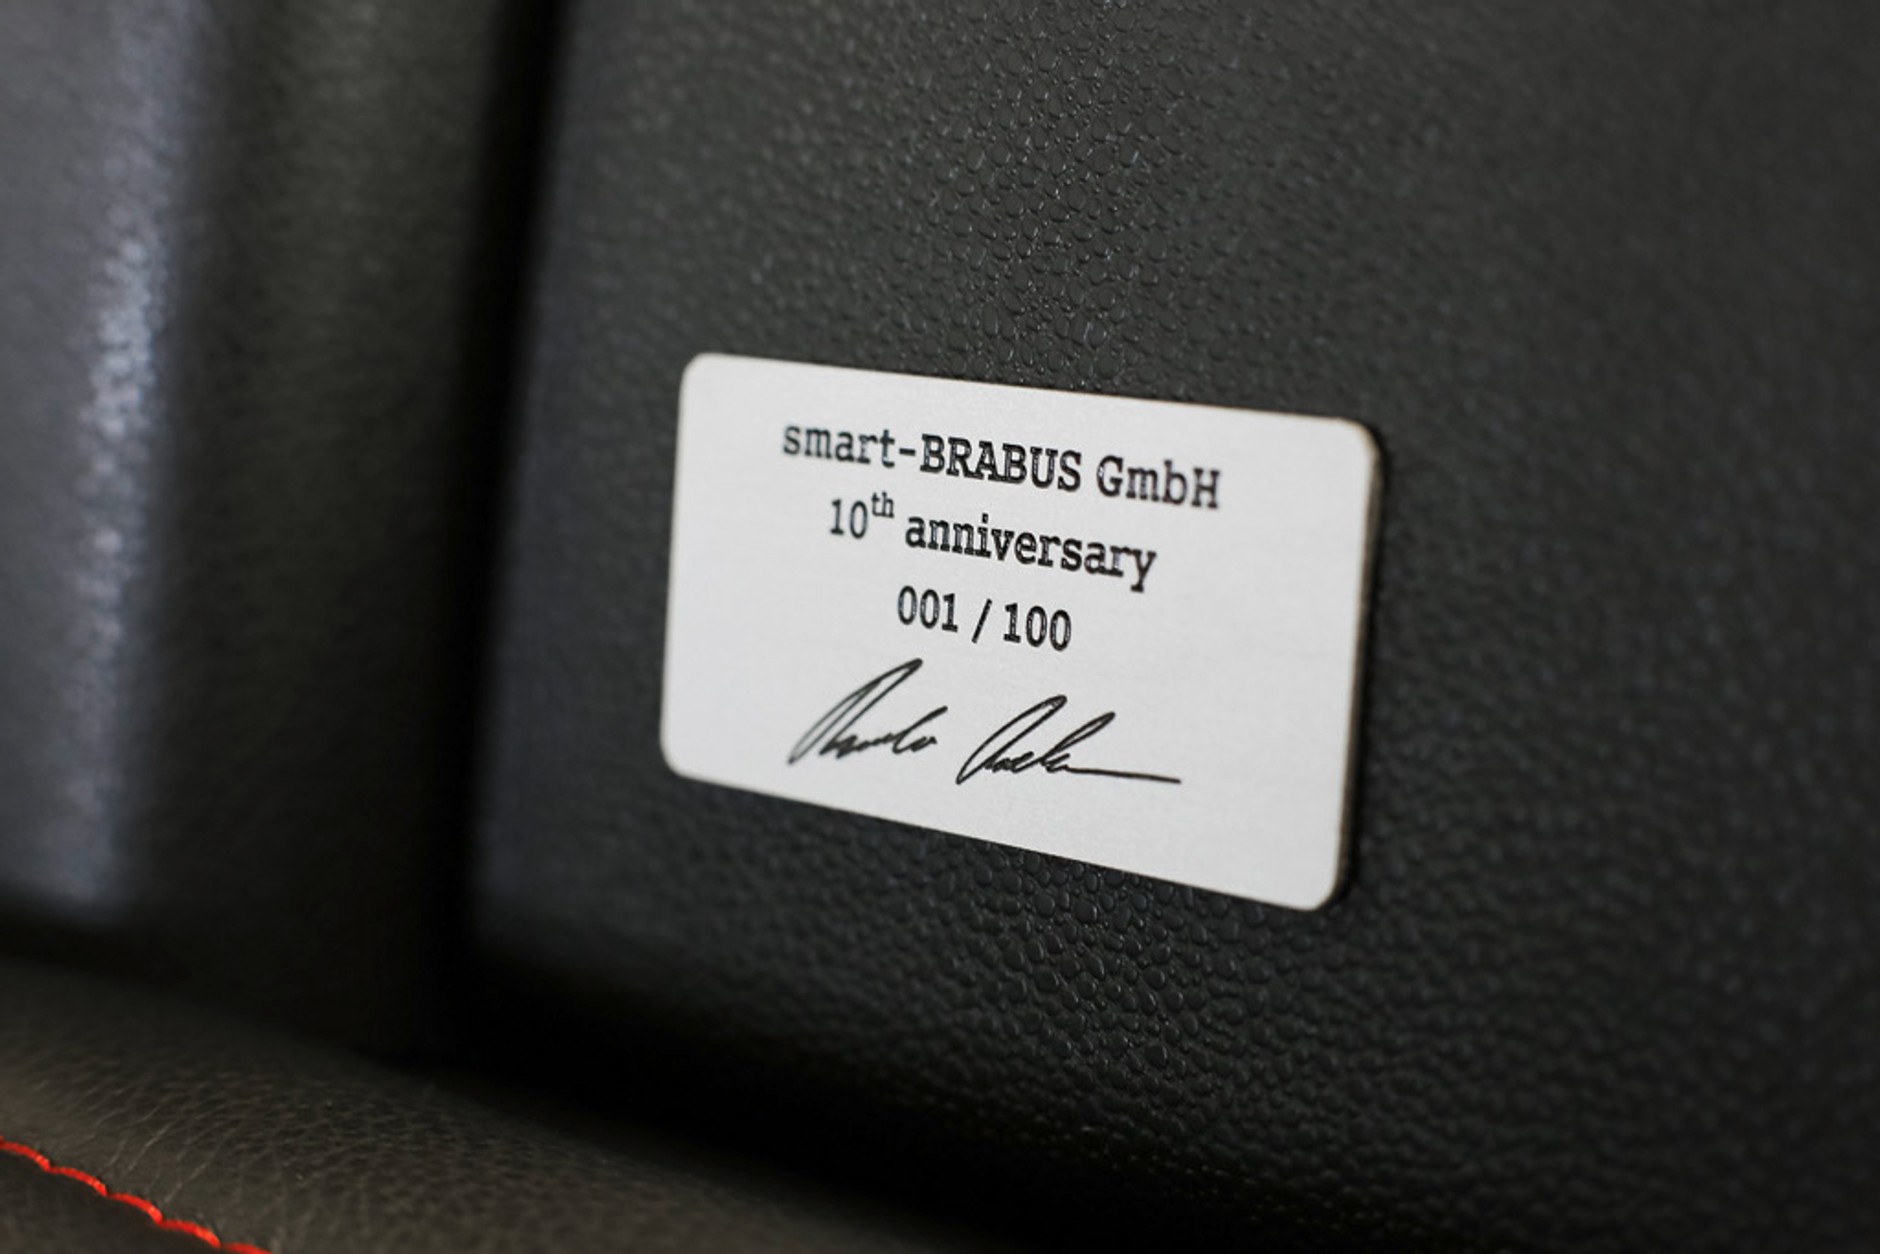 smart-BRABUS GmbH
10th anniversary
001 / 100